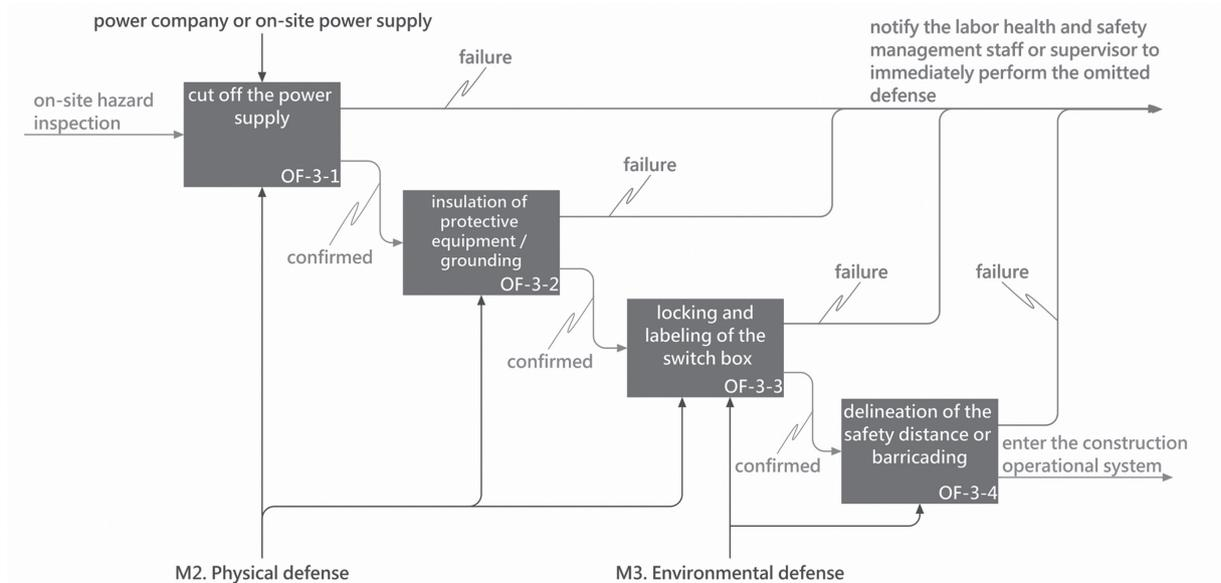 power company or on-site power supply
notify the labor health and safety
management staff or supervisor to
immediately perform the omitted
defense
failure
on-site hazard
inspection
cut off the power
supply
OF-3-1
failure
confirmed
insulation of
protective
equipment /
grounding
OF-3-2
failure
failure
confirmed
locking and
labeling of the
switch box
OF-3-3
confirmed
delineation of the
safety distance or
barricading
OF-3-4
enter the construction
operational system
M2. Physical defense
M3. Environmental defense